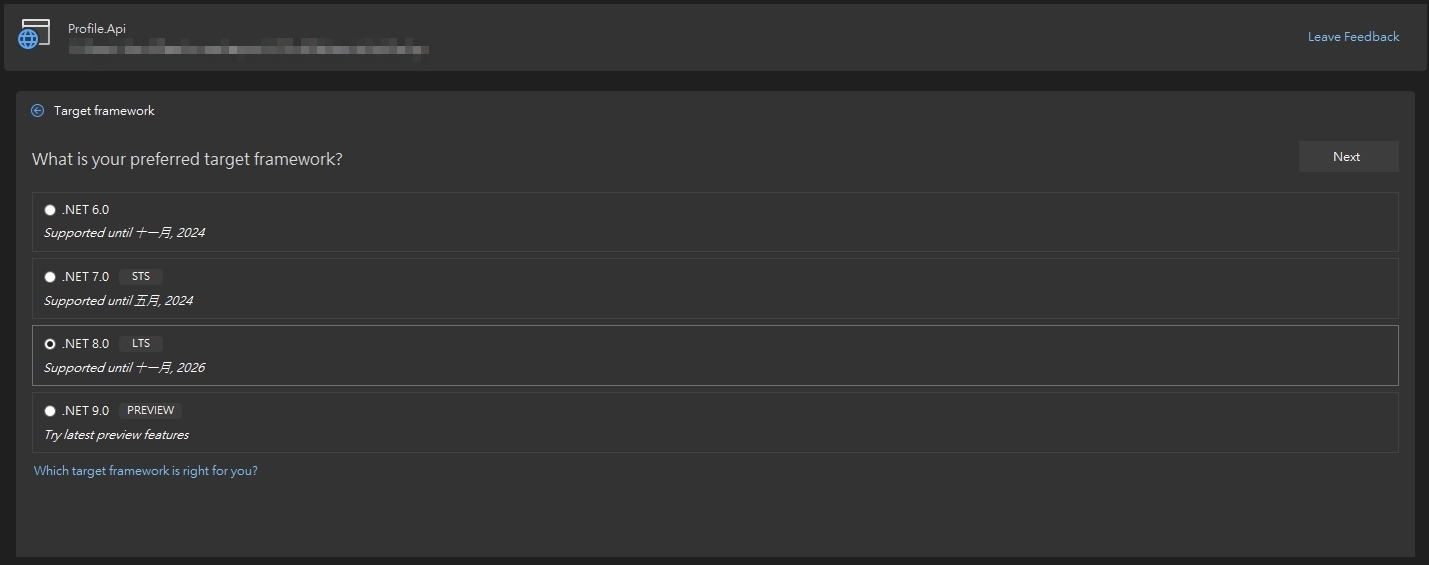 Profile.Api
Leave Feedback
Target framework
What is your preferred target framework?
Next
.NET 6.0
Supported until 十一月, 2024
.NET 7.0 STS
Supported until 五月, 2024
.NET 8.0 LTS
Supported until 十一月, 2026
.NET 9.0 PREVIEW
Try latest preview features
Which target framework is right for you?